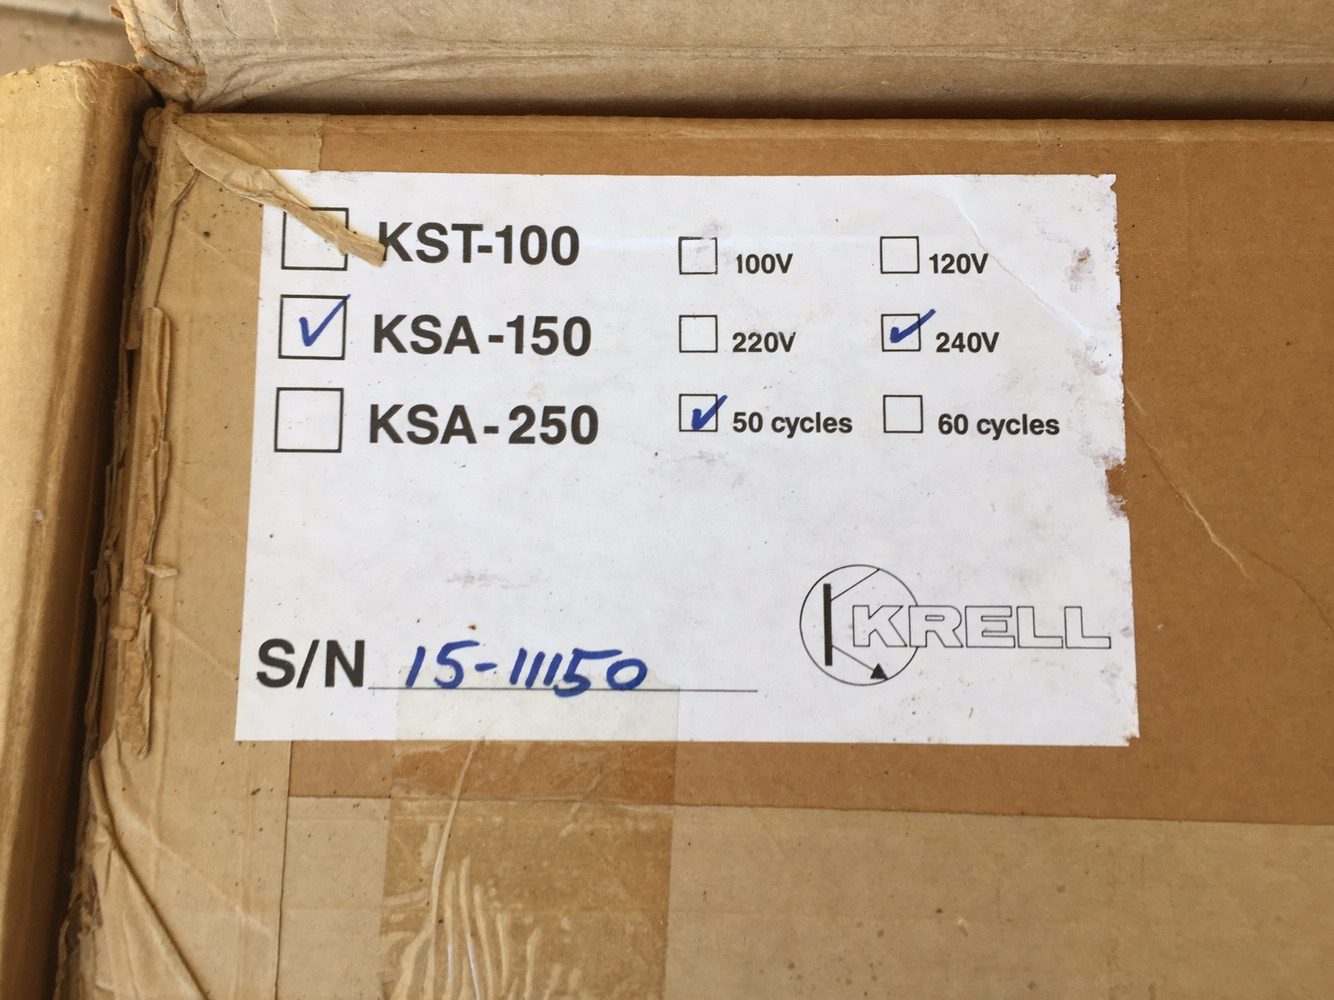 KST-100 100V 120V
KSA-150 220V 240V
KSA-250 50 cycles 60 cycles
KRELL
S/N 15-11150